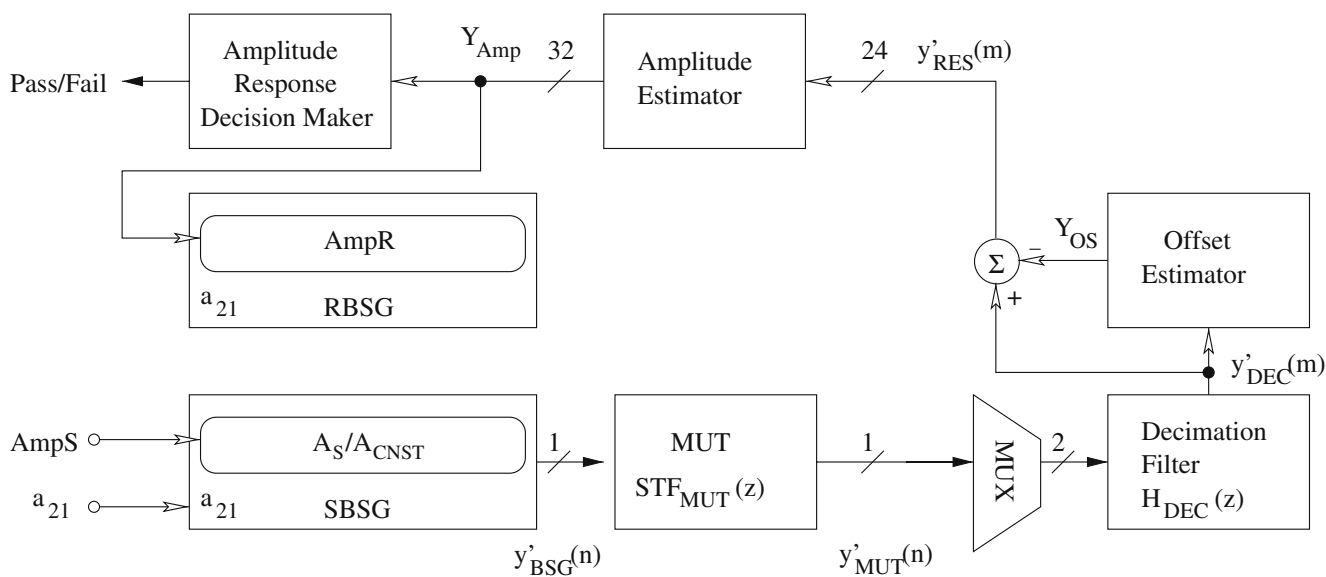 Amplitude
Response
Decision Maker
Pass/Fail
Y_Amp
32
Amplitude
Estimator
24
y'_RES(m)
AmpR
a_21
RBSG
Y_OS
−
Σ
+
Offset
Estimator
y'_DEC(m)
AmpS
A_S/A_CNST
a_21
a_21
SBSG
1
y'_BSG(n)
MUT
STF_MUT(z)
1
y'_MUT(n)
MUX
2
Decimation
Filter
H_DEC(z)